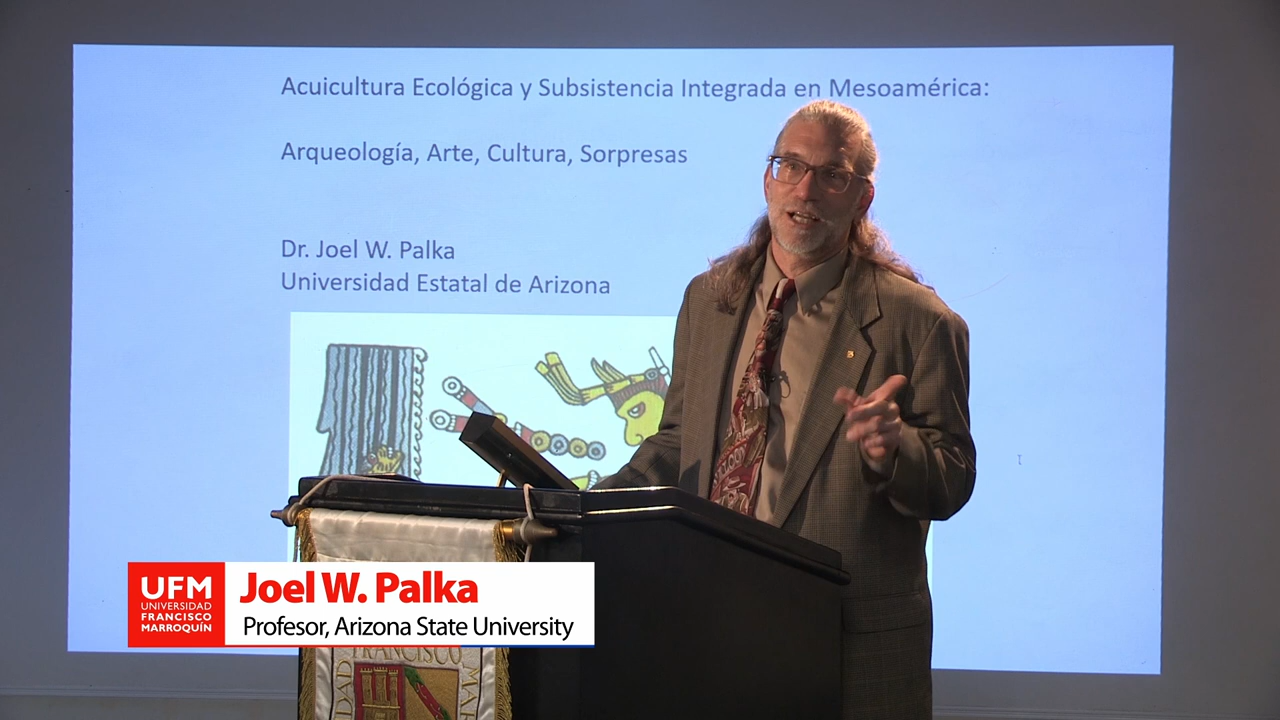 Acuicultura Ecológica y Subsistencia Integrada en Mesoamérica:
Arqueología, Arte, Cultura, Sorpresas
Dr. Joel W. Palka
Universidad Estatal de Arizona
UFM
UNIVERSIDAD
FRANCISCO
MARROQUÍN
Joel W. Palka
Profesor, Arizona State University
FRANCISCO